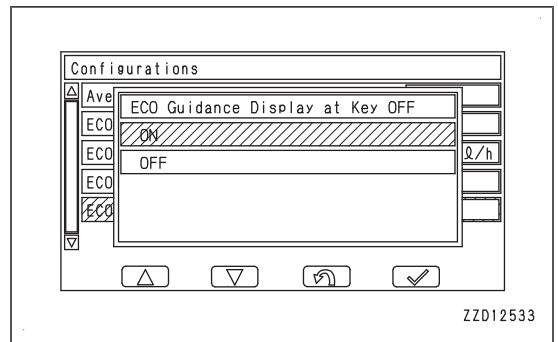 Configurations
Ave
ECO Guidance Display at Key OFF
ECO
ON
ECO
OFF
ℓ/h
ECO
ECO
ZZD12533